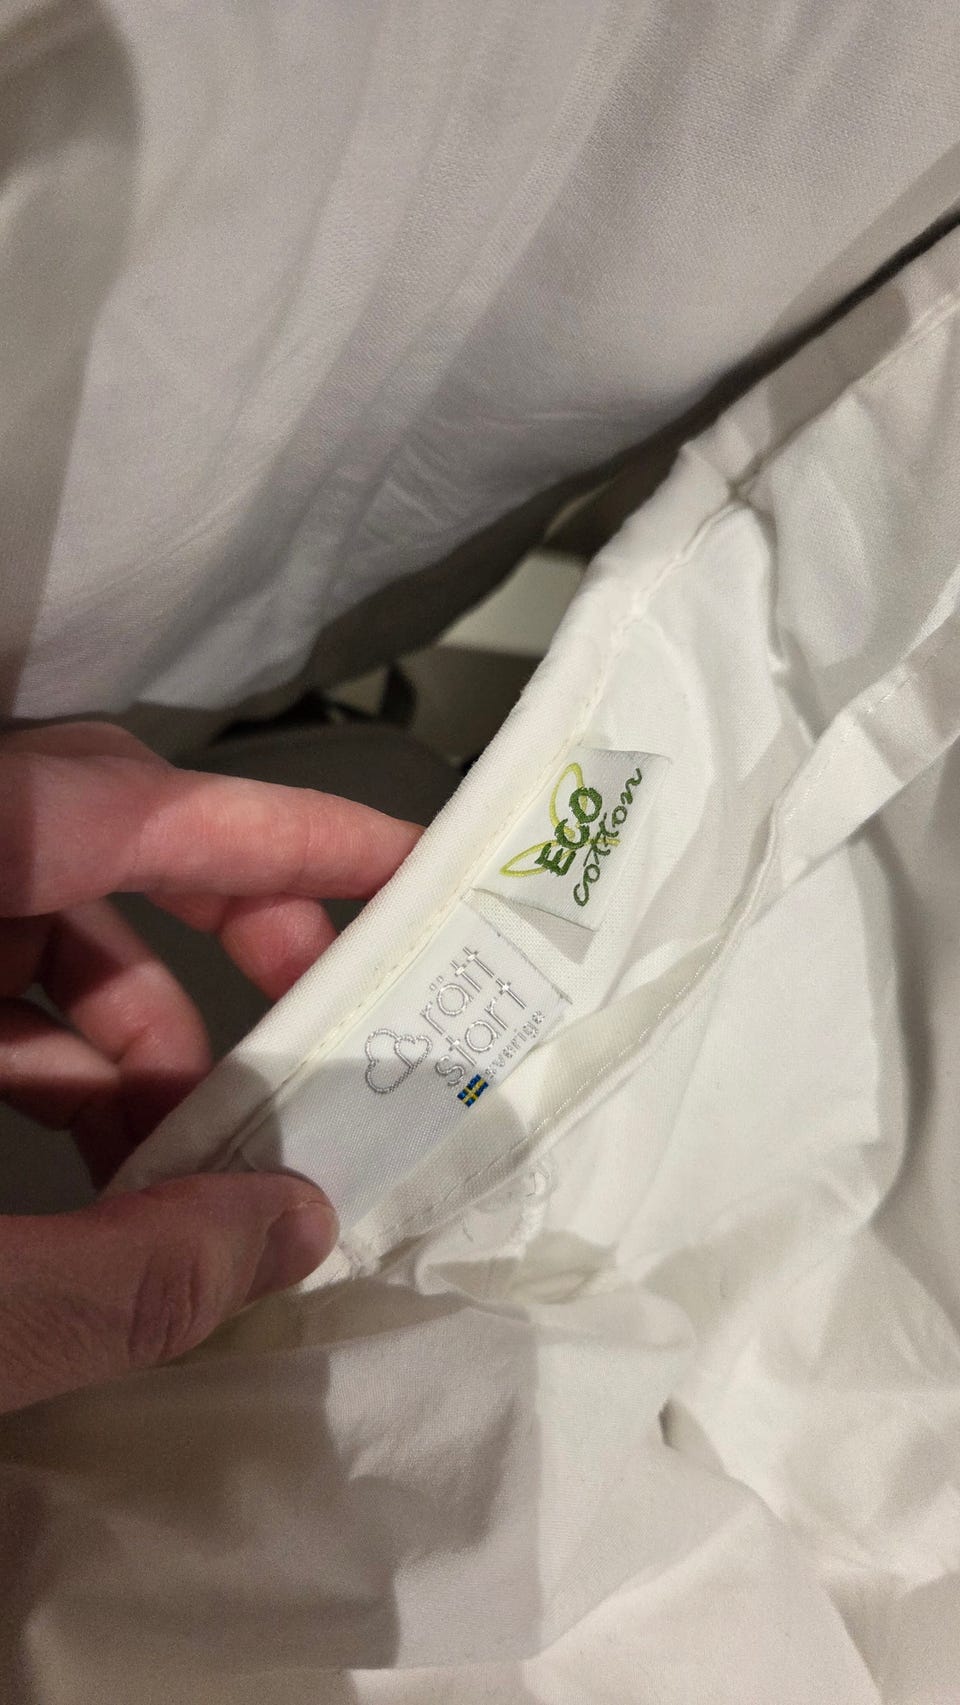 ECO
cotton
rätt
start
sverige